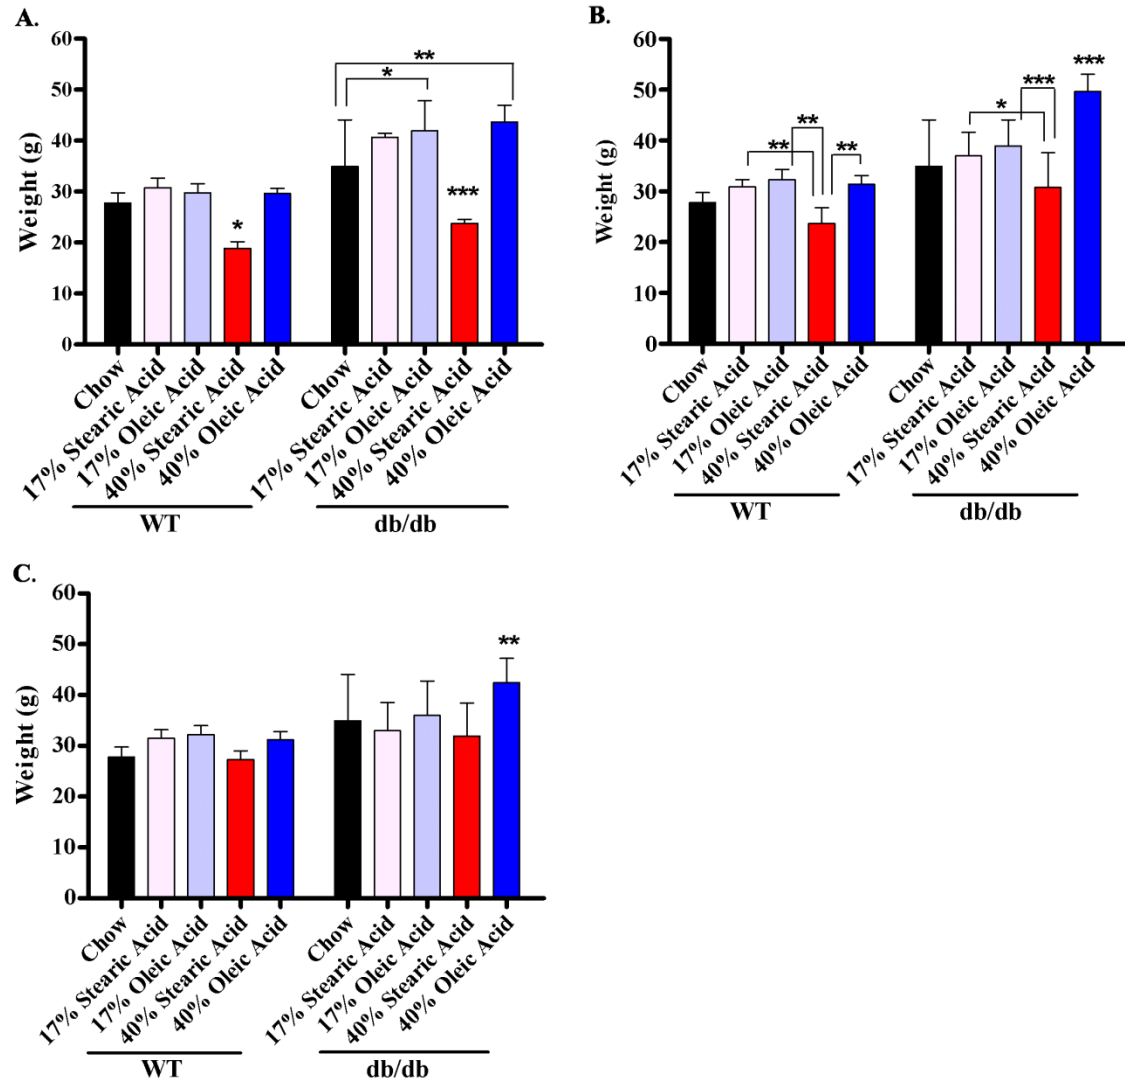 A.
60
50
40
30
20
10
0
Weight (g)
*
**
*
***
Chow
17% Stearic Acid
17% Oleic Acid
40% Stearic Acid
40% Oleic Acid
Chow
17% Stearic Acid
17% Oleic Acid
40% Stearic Acid
40% Oleic Acid
WT
db/db
B.
60
50
40
30
20
10
0
Weight (g)
**
**
**
*
***
***
Chow
17% Stearic Acid
17% Oleic Acid
40% Stearic Acid
40% Oleic Acid
Chow
17% Stearic Acid
17% Oleic Acid
40% Stearic Acid
40% Oleic Acid
WT
db/db
C.
60
50
40
30
20
10
0
Weight (g)
**
Chow
17% Stearic Acid
17% Oleic Acid
40% Stearic Acid
40% Oleic Acid
Chow
17% Stearic Acid
17% Oleic Acid
40% Stearic Acid
40% Oleic Acid
WT
db/db